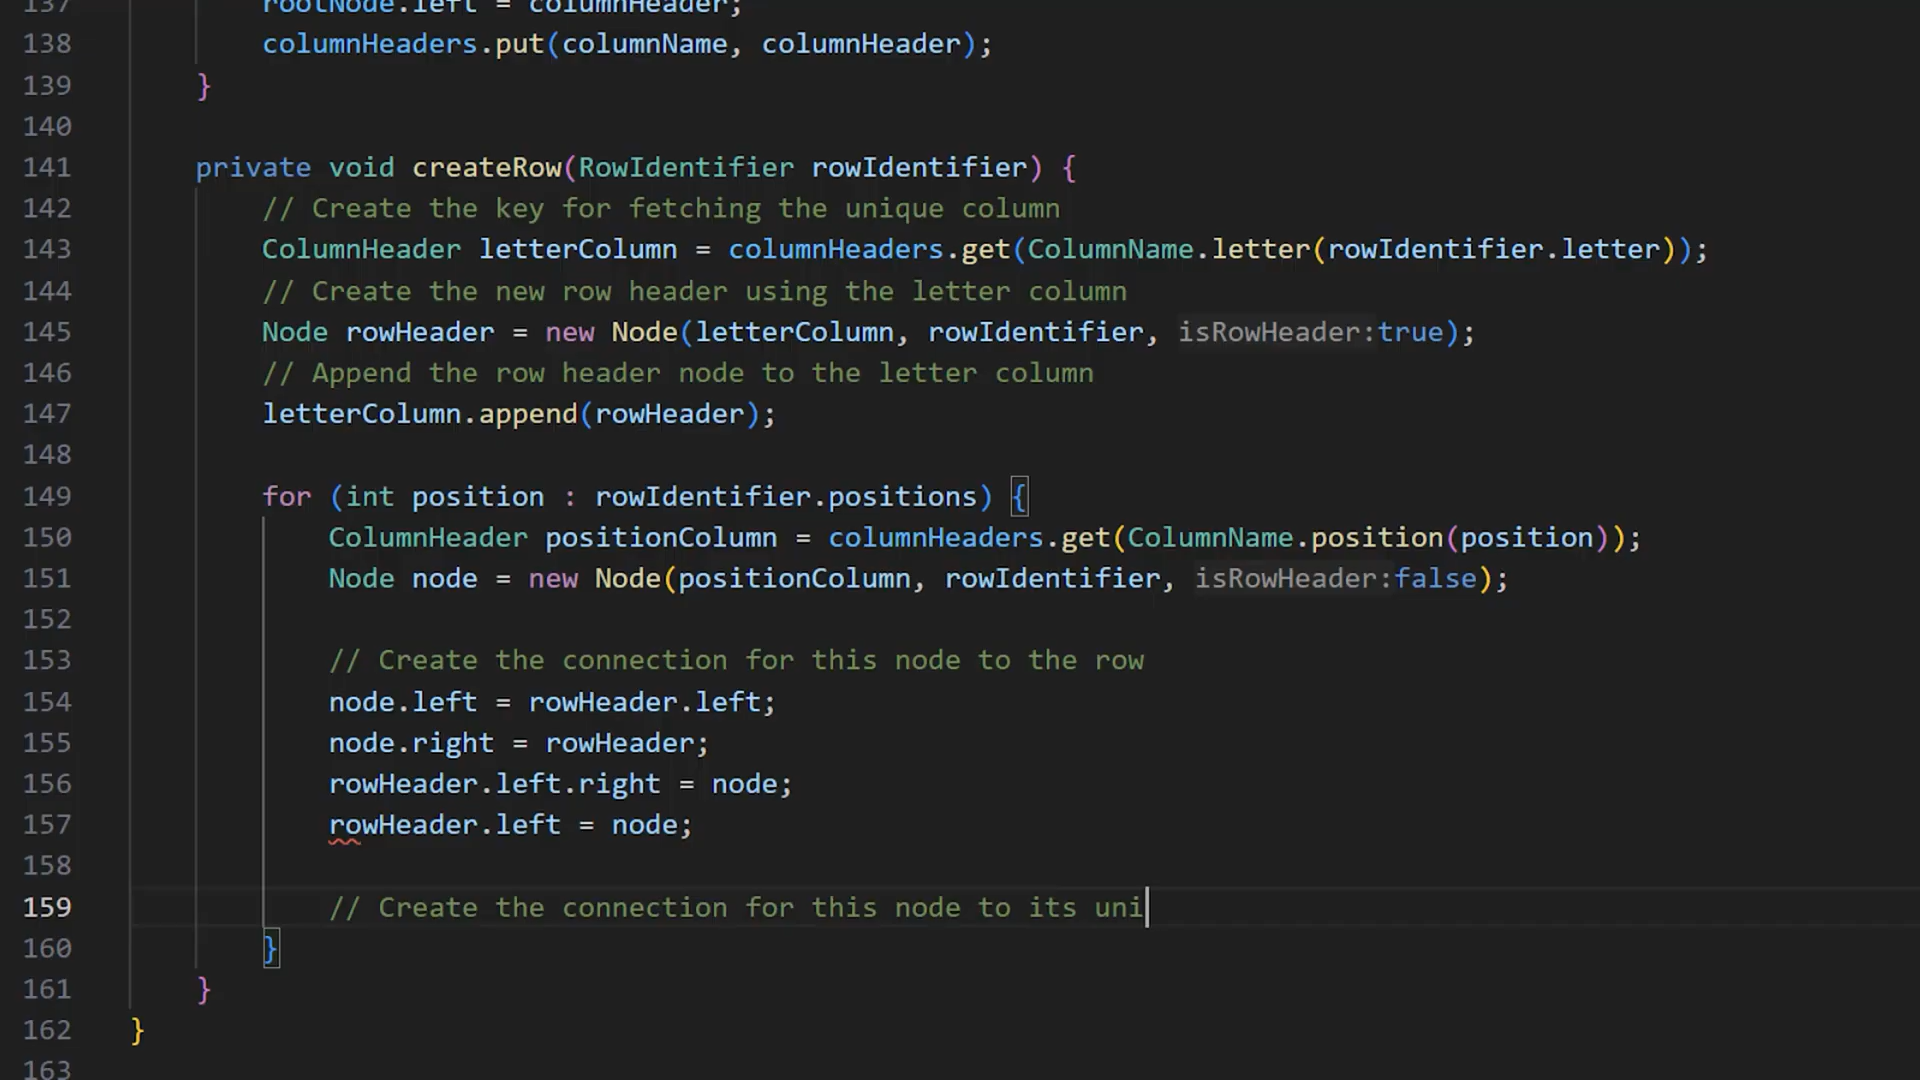 137 rootNode.left = columnHeader;
138 columnHeaders.put(columnName, columnHeader);
139 }
140
141 private void createRow(RowIdentifier rowIdentifier) {
142 // Create the key for fetching the unique column
143 ColumnHeader letterColumn = columnHeaders.get(ColumnName.letter(rowIdentifier.letter));
144 // Create the new row header using the letter column
145 Node rowHeader = new Node(letterColumn, rowIdentifier, isRowHeader:true);
146 // Append the row header node to the letter column
147 letterColumn.append(rowHeader);
148
149 for (int position : rowIdentifier.positions) {
150 ColumnHeader positionColumn = columnHeaders.get(ColumnName.position(position));
151 Node node = new Node(positionColumn, rowIdentifier, isRowHeader:false);
152
153 // Create the connection for this node to the row
154 node.left = rowHeader.left;
155 node.right = rowHeader;
156 rowHeader.left.right = node;
157 rowHeader.left = node;
158
159 // Create the connection for this node to its uni
160 }
161 }
162 }
163